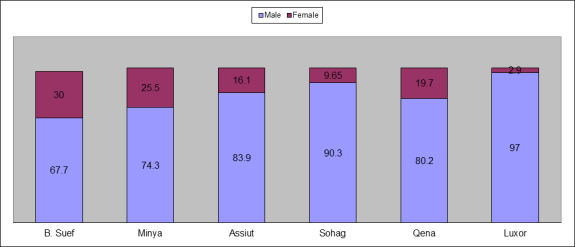 Male Female
30 25.5 16.1 9.65 19.7 2.9
67.7 74.3 83.9 90.3 80.2 97
B. Suef Minya Assiut Sohag Qena Luxor